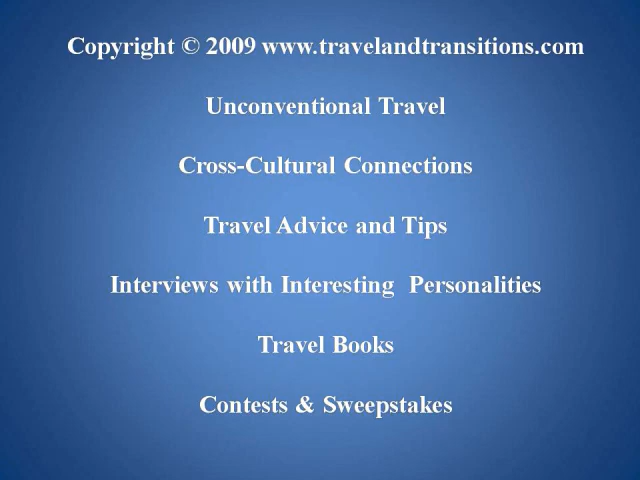 Copyright © 2009 www.travelandtransitions.com
Unconventional Travel
Cross-Cultural Connections
Travel Advice and Tips
Interviews with Interesting  Personalities
Travel Books
Contests & Sweepstakes